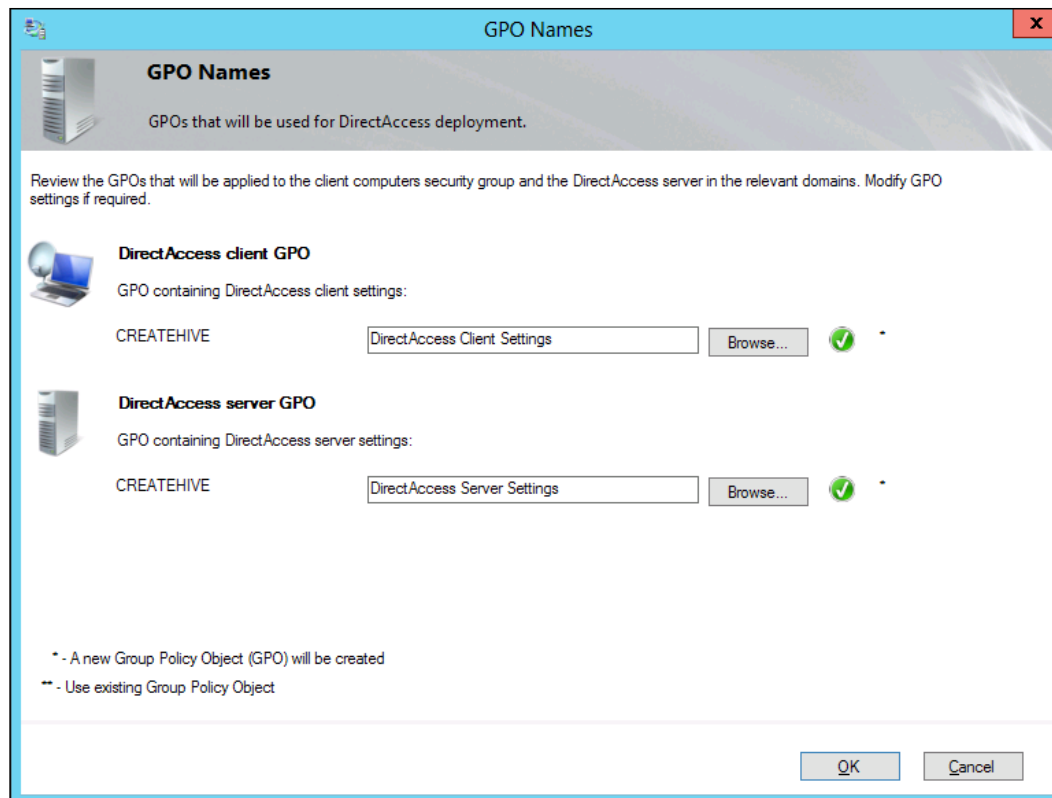 GPO Names
x
GPO Names
GPOs that will be used for DirectAccess deployment.
Review the GPOs that will be applied to the client computers security group and the DirectAccess server in the relevant domains. Modify GPO
settings if required.
DirectAccess client GPO
GPO containing DirectAccess client settings:
CREATEHIVE DirectAccess Client Settings Browse... *
DirectAccess server GPO
GPO containing DirectAccess server settings:
CREATEHIVE DirectAccess Server Settings Browse... *
* - A new Group Policy Object (GPO) will be created
** - Use existing Group Policy Object
OK Cancel